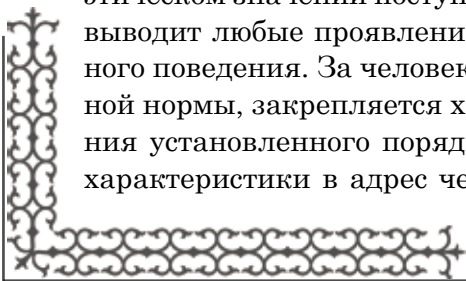 этическом значении поступ
выводит любые проявлени
ного поведения. За человек
ной нормы, закрепляется х
ния установленного поряд
характеристики в адрес че